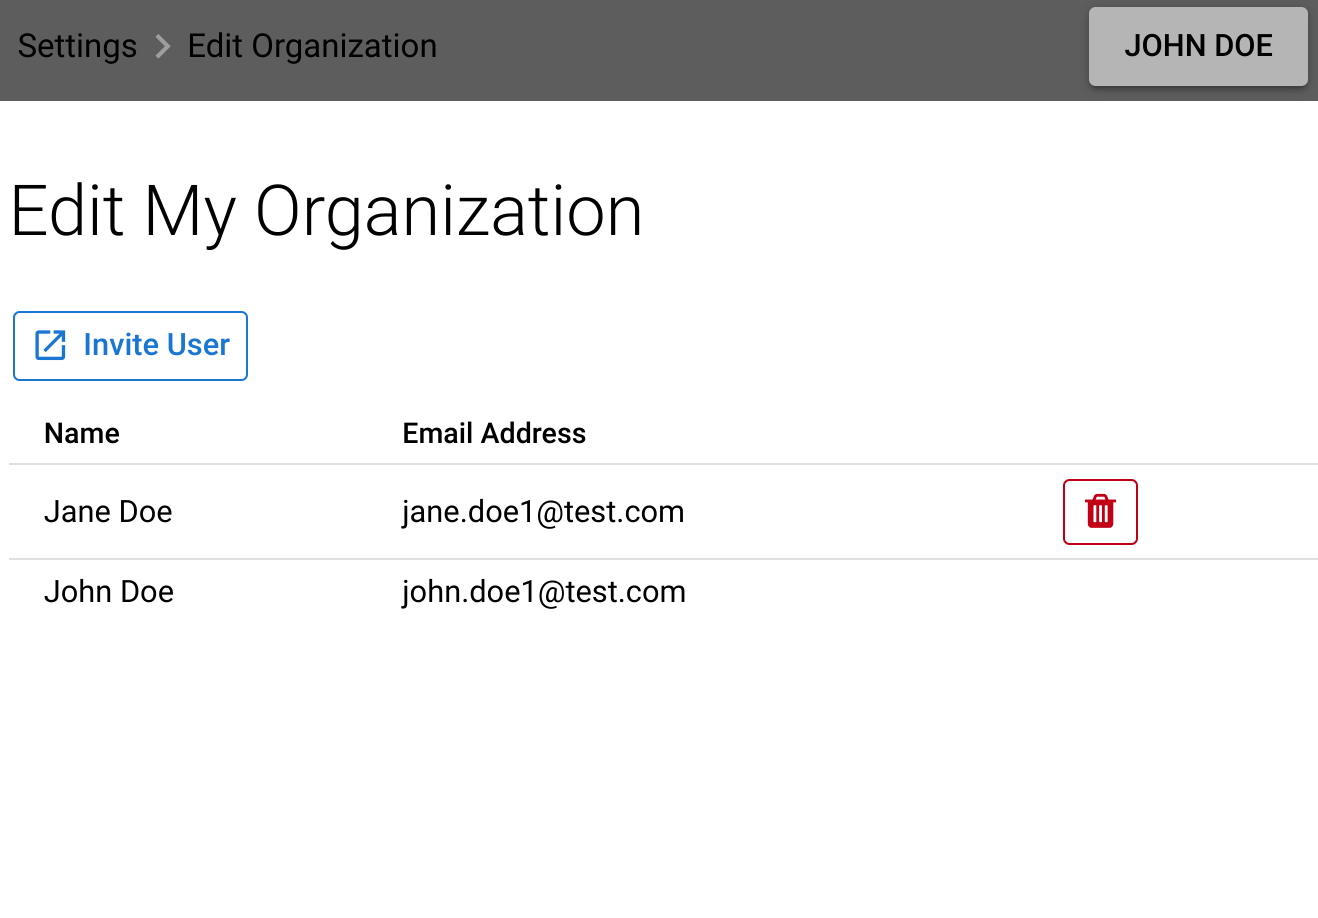 Settings > Edit Organization
JOHN DOE
Edit My Organization
Invite User
Name Email Address
Jane Doe jane.doe1@test.com
John Doe john.doe1@test.com